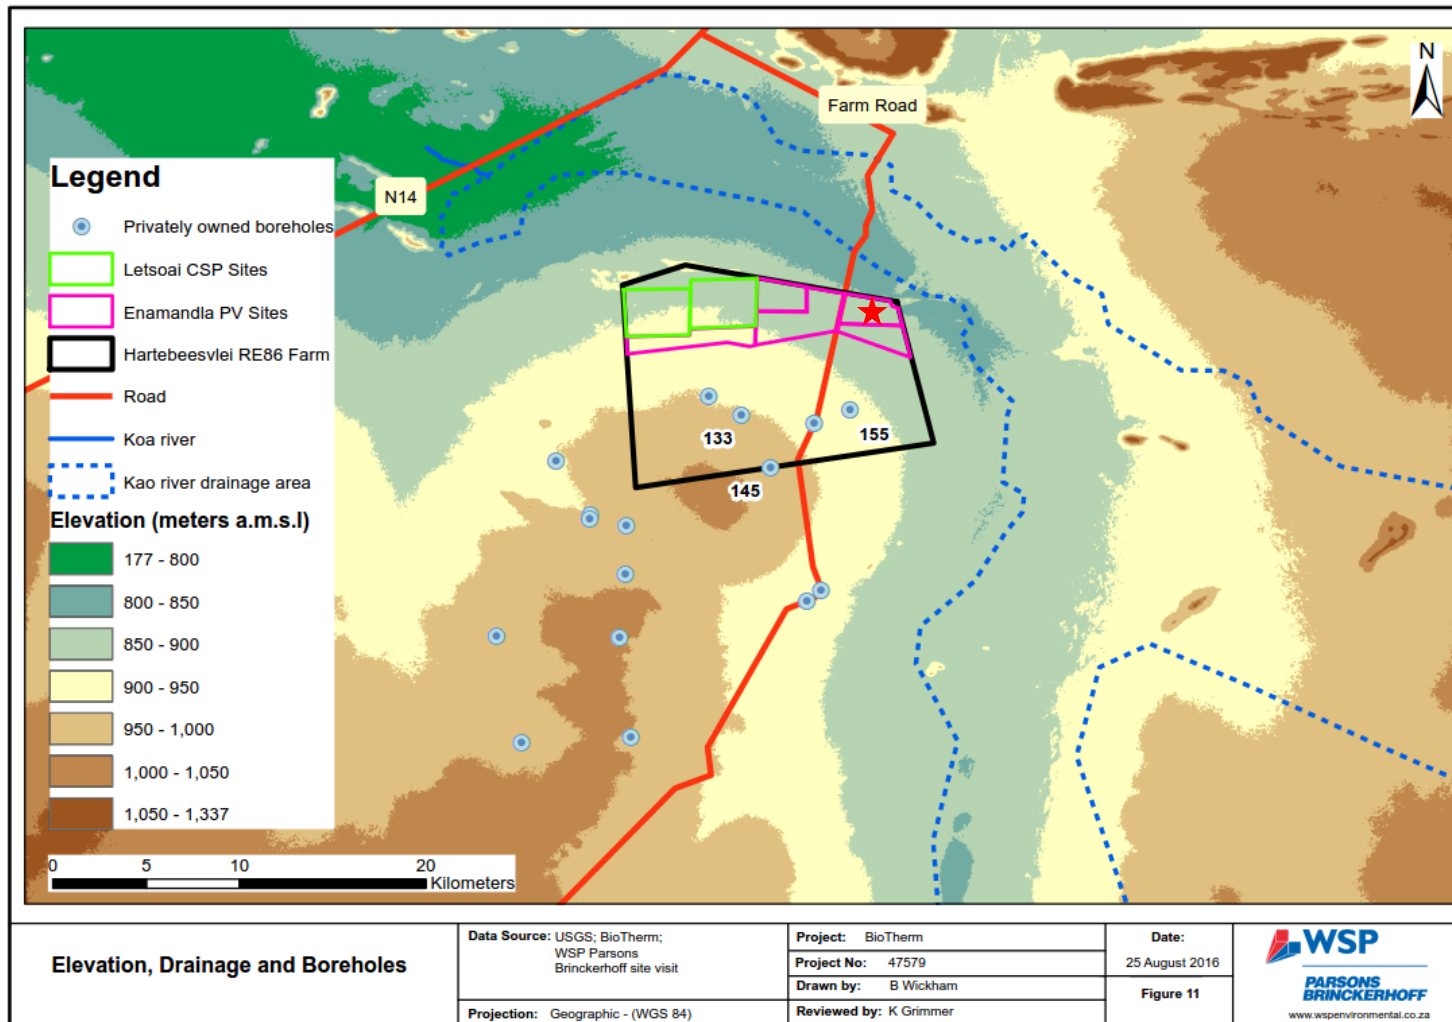 N
Farm Road
N14
Legend
Privately owned boreholes
Letsoai CSP Sites
Enamandla PV Sites
Hartebeesvlei RE86 Farm
Road
Koa river
Kao river drainage area
Elevation (meters a.m.s.l)
177 - 800
800 - 850
850 - 900
900 - 950
950 - 1,000
1,000 - 1,050
1,050 - 1,337
133
155
145
0 5 10 20
Kilometers
Elevation, Drainage and Boreholes
Data Source: USGS; BioTherm;
WSP Parsons
Brinckerhoff site visit
Projection: Geographic - (WGS 84)
Project: BioTherm
Project No: 47579
Drawn by: B Wickham
Reviewed by: K Grimmer
Date:
25 August 2016
Figure 11
WSP
PARSONS
BRINCKERHOFF
www.wspenvironmental.co.za